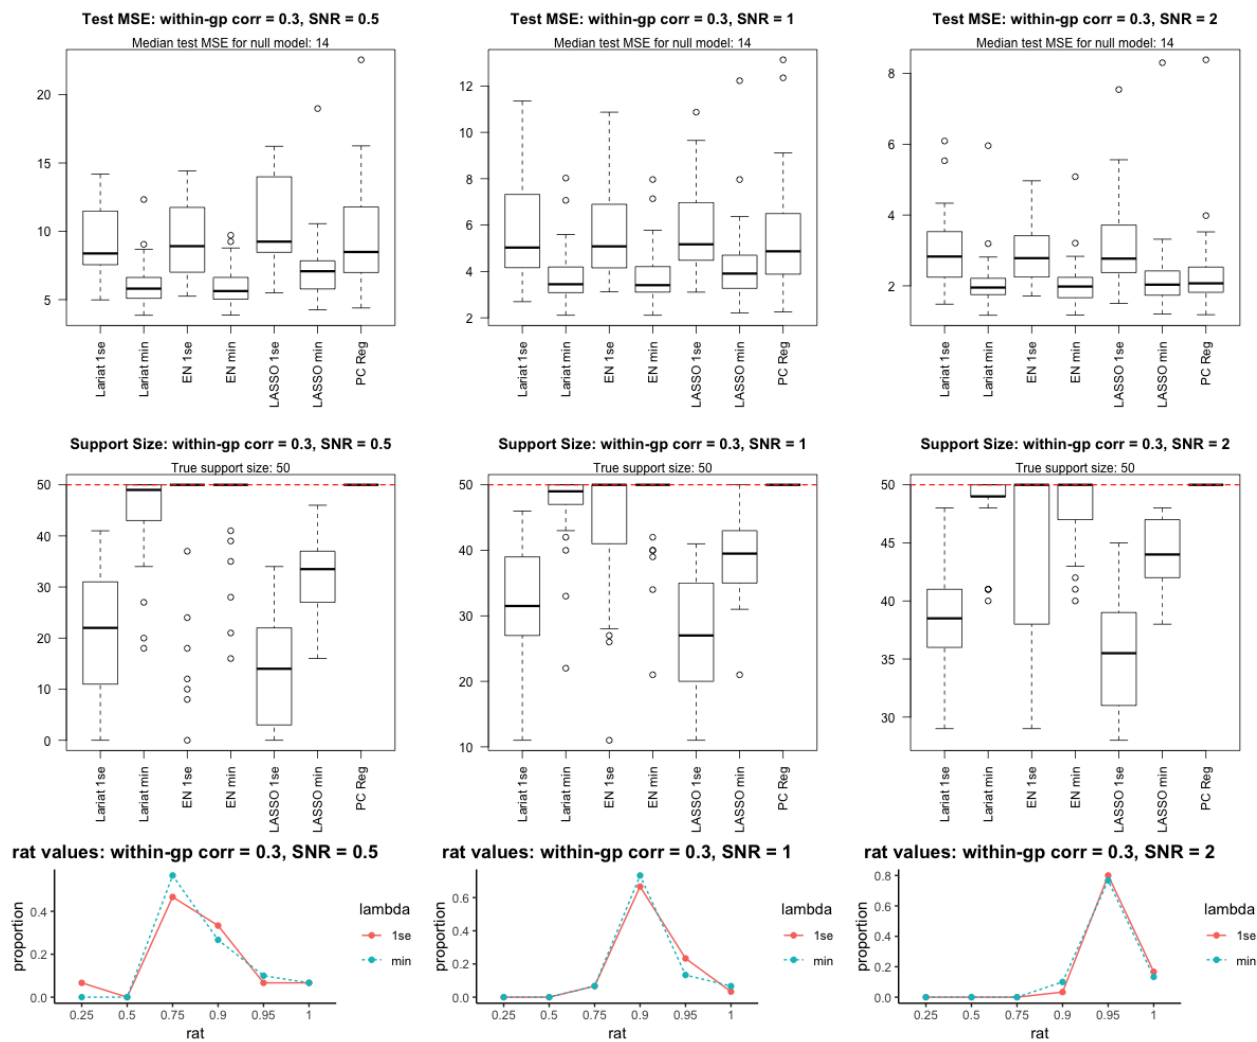 Test MSE: within-gp corr = 0.3, SNR = 0.5
Median test MSE for null model: 14
20
15
10
5
Lariat 1se
Lariat min
EN 1se
EN min
LASSO 1se
LASSO min
PC Reg
Test MSE: within-gp corr = 0.3, SNR = 1
Median test MSE for null model: 14
12
10
8
6
4
2
Lariat 1se
Lariat min
EN 1se
EN min
LASSO 1se
LASSO min
PC Reg
Test MSE: within-gp corr = 0.3, SNR = 2
Median test MSE for null model: 14
8
6
4
2
Lariat 1se
Lariat min
EN 1se
EN min
LASSO 1se
LASSO min
PC Reg
Support Size: within-gp corr = 0.3, SNR = 0.5
True support size: 50
50
40
30
20
10
0
Lariat 1se
Lariat min
EN 1se
EN min
LASSO 1se
LASSO min
PC Reg
Support Size: within-gp corr = 0.3, SNR = 1
True support size: 50
50
40
30
20
10
Lariat 1se
Lariat min
EN 1se
EN min
LASSO 1se
LASSO min
PC Reg
Support Size: within-gp corr = 0.3, SNR = 2
True support size: 50
50
45
40
35
30
Lariat 1se
Lariat min
EN 1se
EN min
LASSO 1se
LASSO min
PC Reg
rat values: within-gp corr = 0.3, SNR = 0.5
proportion
0.4
0.2
0.0
0.25 0.5 0.75 0.9 0.95 1
rat
lambda
1se
min
rat values: within-gp corr = 0.3, SNR = 1
proportion
0.6
0.4
0.2
0.0
0.25 0.5 0.75 0.9 0.95 1
rat
lambda
1se
min
rat values: within-gp corr = 0.3, SNR = 2
proportion
0.8
0.6
0.4
0.2
0.0
0.25 0.5 0.75 0.9 0.95 1
rat
lambda
1se
min